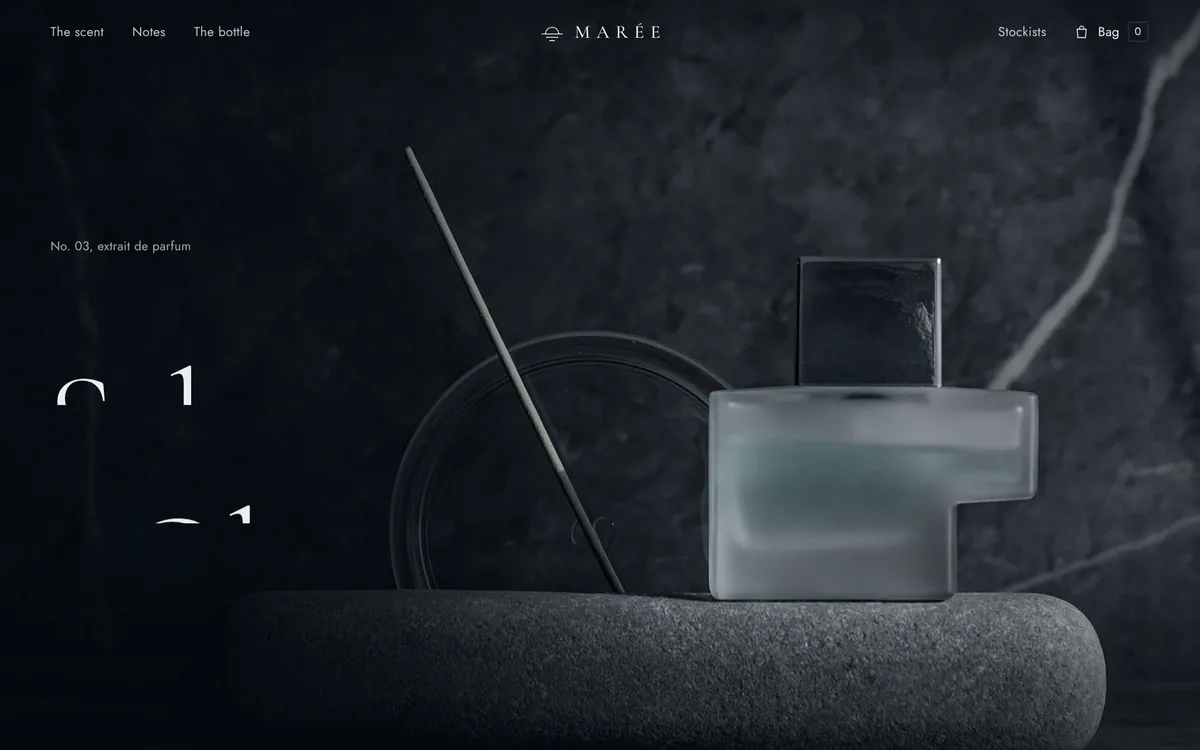 The scent Notes The bottle MARÉE Stockists Bag 0
No. 03, extrait de parfum